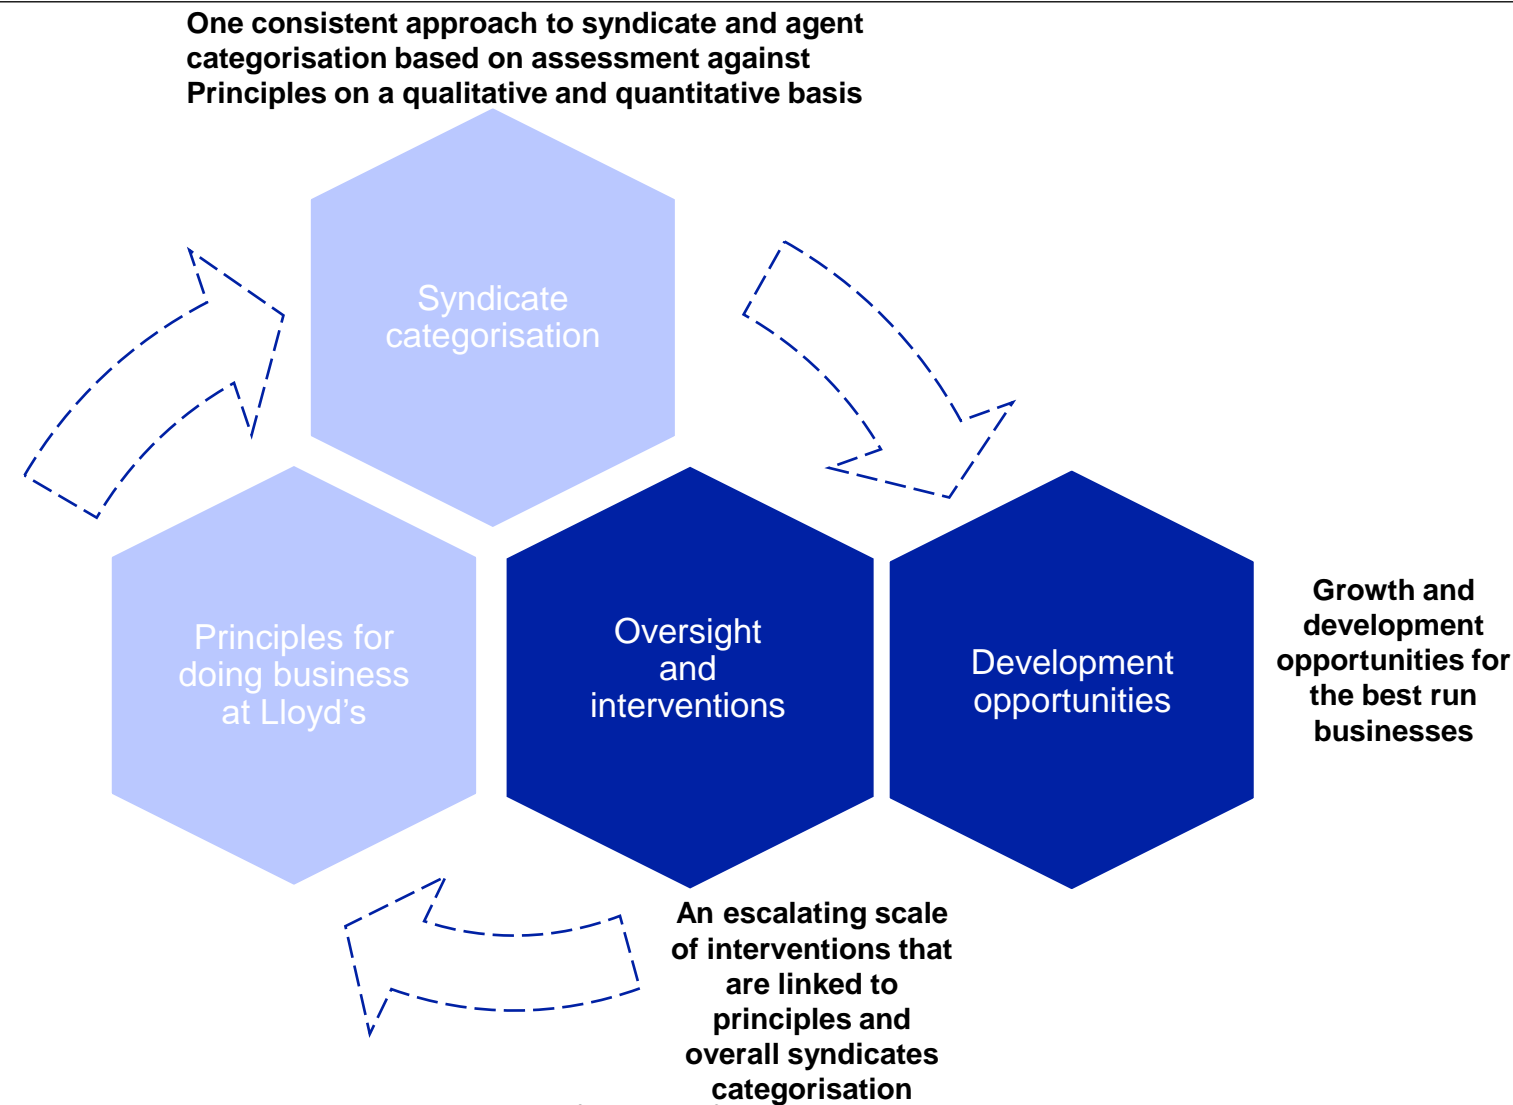 One consistent approach to syndicate and agent
categorisation based on assessment against
Principles on a qualitative and quantitative basis
Syndicate
categorisation
Principles for
doing business
at Lloyd’s
Oversight
and
interventions
Development
opportunities
Growth and
development
opportunities for
the best run
businesses
An escalating scale
of interventions that
are linked to
principles and
overall syndicates
categorisation